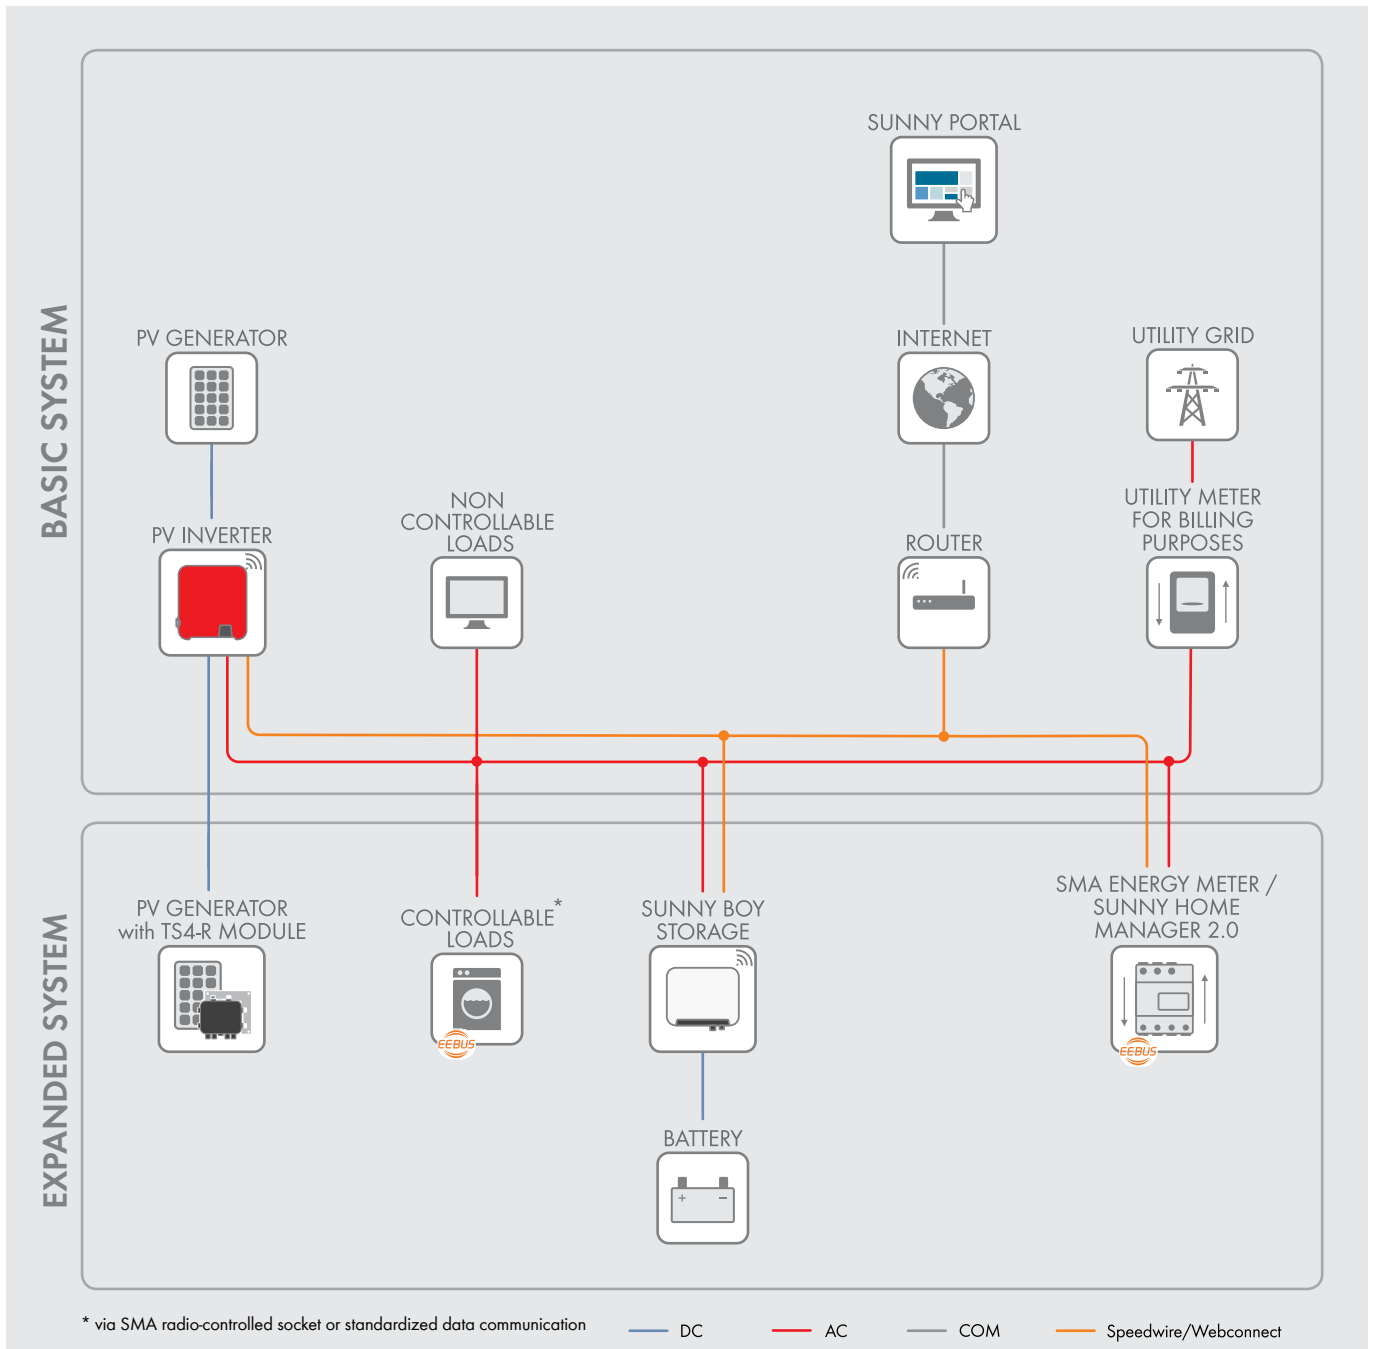 BASIC SYSTEM
SUNNY PORTAL
PV GENERATOR
INTERNET
UTILITY GRID
PV INVERTER
NON
CONTROLLABLE
LOADS
ROUTER
UTILITY METER
FOR BILLING
PURPOSES
EXPANDED SYSTEM
PV GENERATOR
with TS4-R MODULE
CONTROLLABLE*
LOADS
EEBUS
SUNNY BOY
STORAGE
SMA ENERGY METER /
SUNNY HOME
MANAGER 2.0
EEBUS
BATTERY
+ −
* via SMA radio-controlled socket or standardized data communication
DC
AC
COM
Speedwire/Webconnect